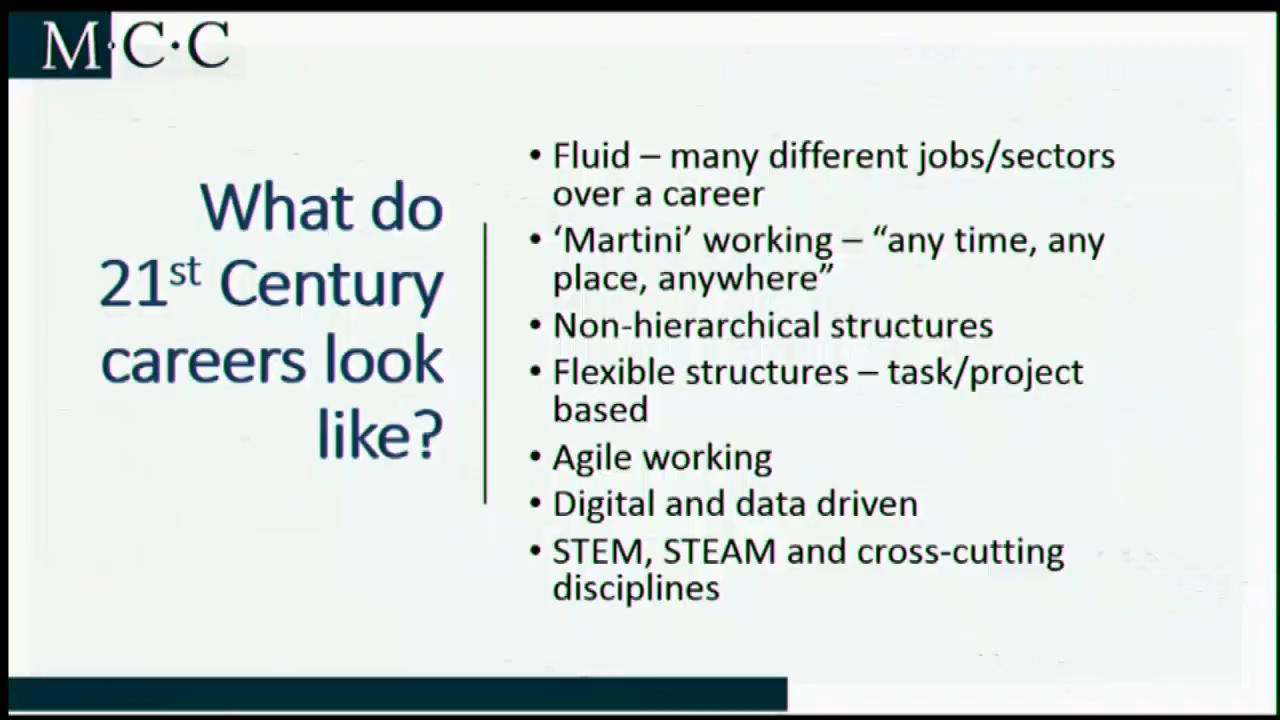 M·C·C
What do
21st Century
careers look
like?
• Fluid – many different jobs/sectors
over a career
• ‘Martini’ working – “any time, any
place, anywhere”
• Non-hierarchical structures
• Flexible structures – task/project
based
• Agile working
• Digital and data driven
• STEM, STEAM and cross-cutting
disciplines